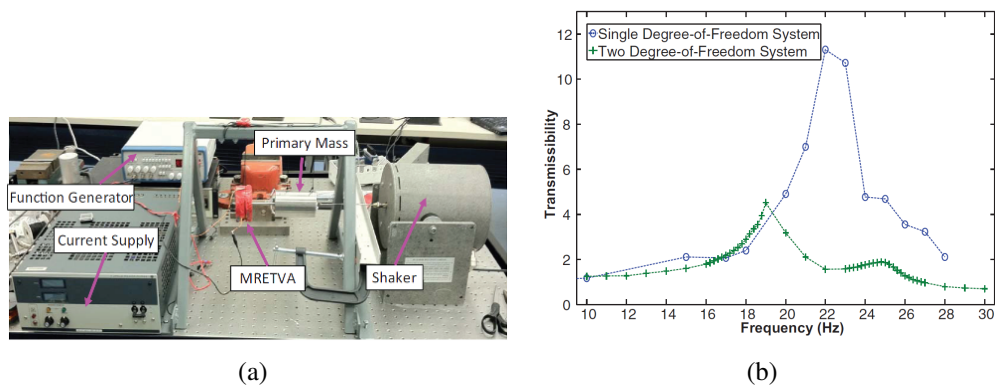 Primary Mass
Function Generator
Current Supply
MRETVA
Shaker
(a)
Single Degree-of-Freedom System
Two Degree-of-Freedom System
Transmissibility
12
10
8
6
4
2
0
10 12 14 16 18 20 22 24 26 28 30
Frequency (Hz)
(b)